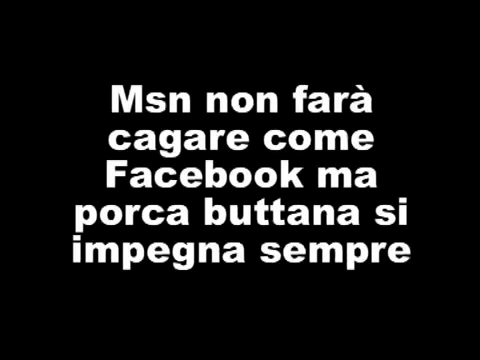 Msn non farà
cagare come
Facebook ma
porca buttana si
impegna sempre